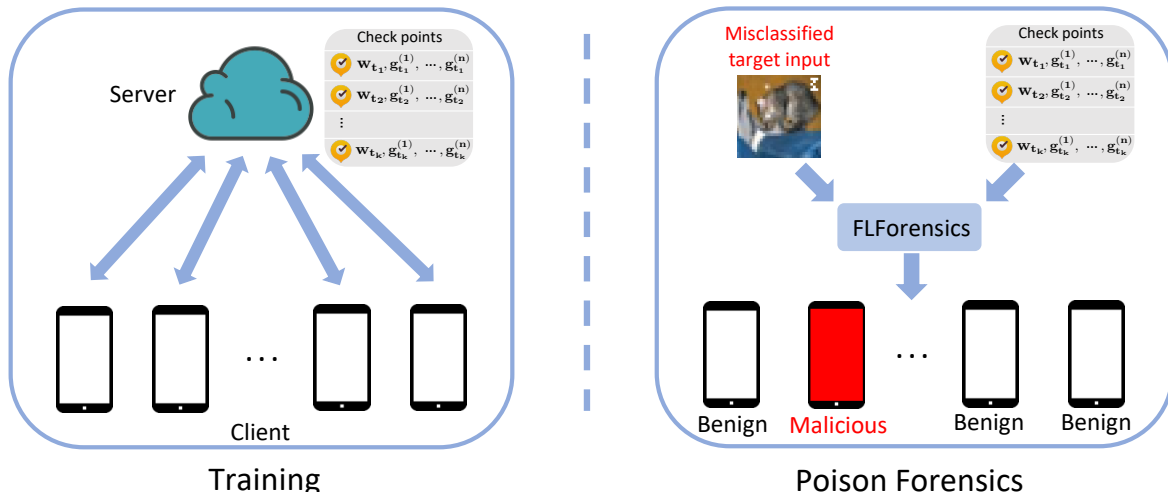 Server
Check points
w_{t_1}, g_{t_1}^{(1)}, ⋯, g_{t_1}^{(n)}
w_{t_2}, g_{t_2}^{(1)}, ⋯, g_{t_2}^{(n)}
⋮
w_{t_k}, g_{t_k}^{(1)}, ⋯, g_{t_k}^{(n)}
...
Client
Training
Misclassified
target input
Check points
w_{t_1}, g_{t_1}^{(1)}, ⋯, g_{t_1}^{(n)}
w_{t_2}, g_{t_2}^{(1)}, ⋯, g_{t_2}^{(n)}
⋮
w_{t_k}, g_{t_k}^{(1)}, ⋯, g_{t_k}^{(n)}
FLForensics
...
Benign
Malicious
Benign
Benign
Poison Forensics